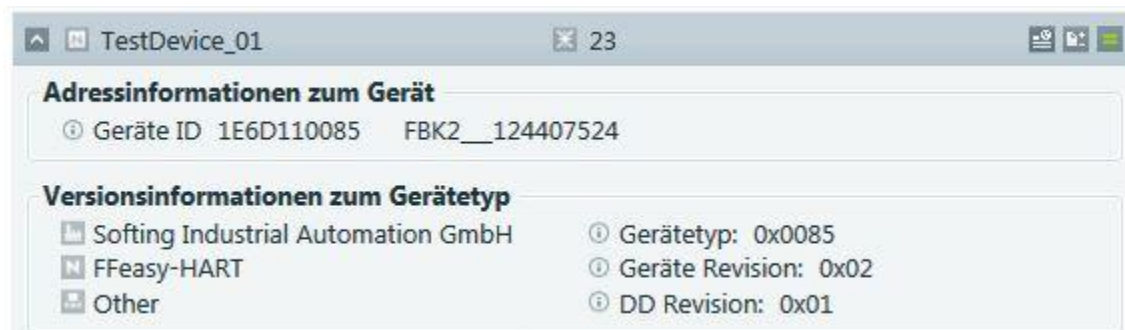 TestDevice_01 23
Adressinformationen zum Gerät
Geräte ID 1E6D110085 FBK2__124407524
Versionsinformationen zum Gerätetyp
Softing Industrial Automation GmbH Gerätetyp: 0x0085
FFeasy-HART Geräte Revision: 0x02
Other DD Revision: 0x01